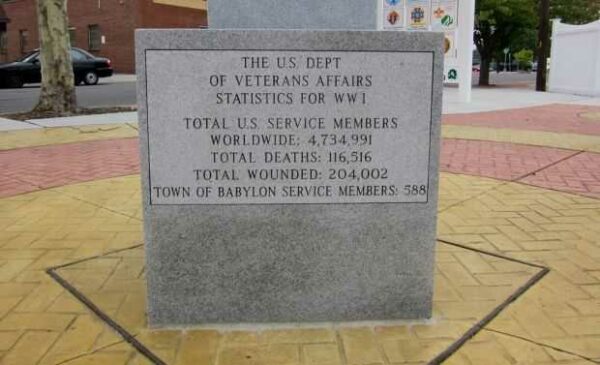 THE U.S. DEPT
OF VETERANS AFFAIRS
STATISTICS FOR WW I
TOTAL U.S. SERVICE MEMBERS
WORLDWIDE: 4,734,991
TOTAL DEATHS: 116,516
TOTAL WOUNDED: 204,002
TOWN OF BABYLON SERVICE MEMBERS: 588